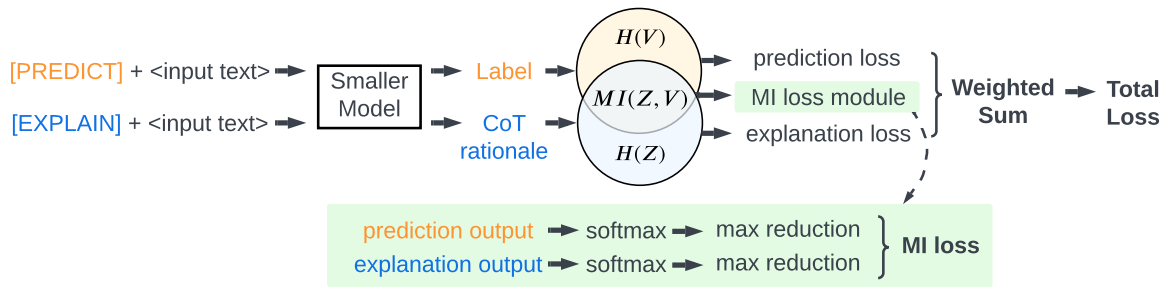 [PREDICT] + <input text>
[EXPLAIN] + <input text>
Smaller
Model
Label
CoT
rationale
H(V)
MI(Z,V)
H(Z)
prediction loss
MI loss module
explanation loss
Weighted
Sum
Total
Loss
prediction output softmax max reduction
explanation output softmax max reduction
MI loss